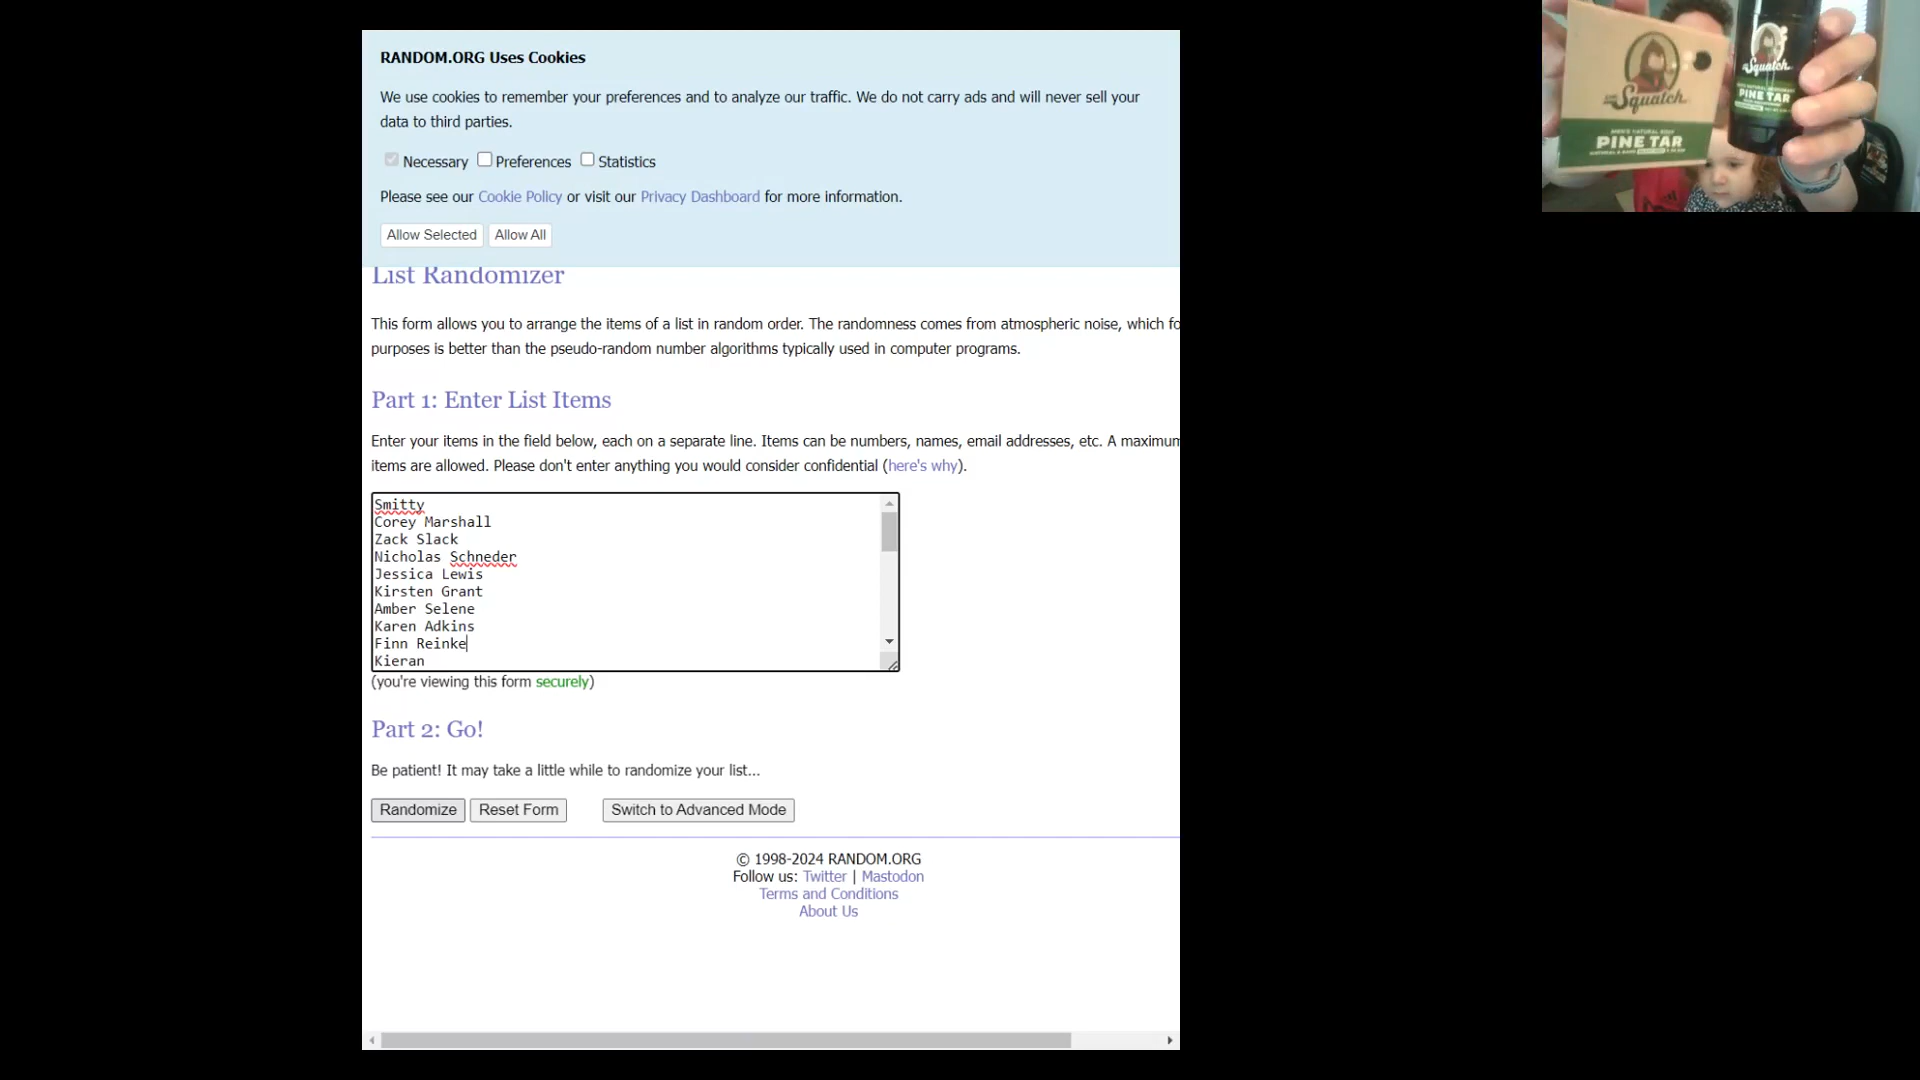 RANDOM.ORG Uses Cookies
We use cookies to remember your preferences and to analyze our traffic. We do not carry ads and will never sell your
data to third parties.
Necessary Preferences Statistics
Please see our Cookie Policy or visit our Privacy Dashboard for more information.
Allow Selected Allow All
List Randomizer
This form allows you to arrange the items of a list in random order. The randomness comes from atmospheric noise, which fo
purposes is better than the pseudo-random number algorithms typically used in computer programs.
Part 1: Enter List Items
Enter your items in the field below, each on a separate line. Items can be numbers, names, email addresses, etc. A maximum
items are allowed. Please don't enter anything you would consider confidential (here's why).
Smitty
Corey Marshall
Zack Slack
Nicholas Schneder
Jessica Lewis
Kirsten Grant
Amber Selene
Karen Adkins
Finn Reinke
Kieran
(you're viewing this form securely)
Part 2: Go!
Be patient! It may take a little while to randomize your list...
Randomize Reset Form Switch to Advanced Mode
© 1998-2024 RANDOM.ORG
Follow us: Twitter | Mastodon
Terms and Conditions
About Us
Squatch
MEN'S NATURAL SOAP
PINE TAR
Squatch
PINE TAR